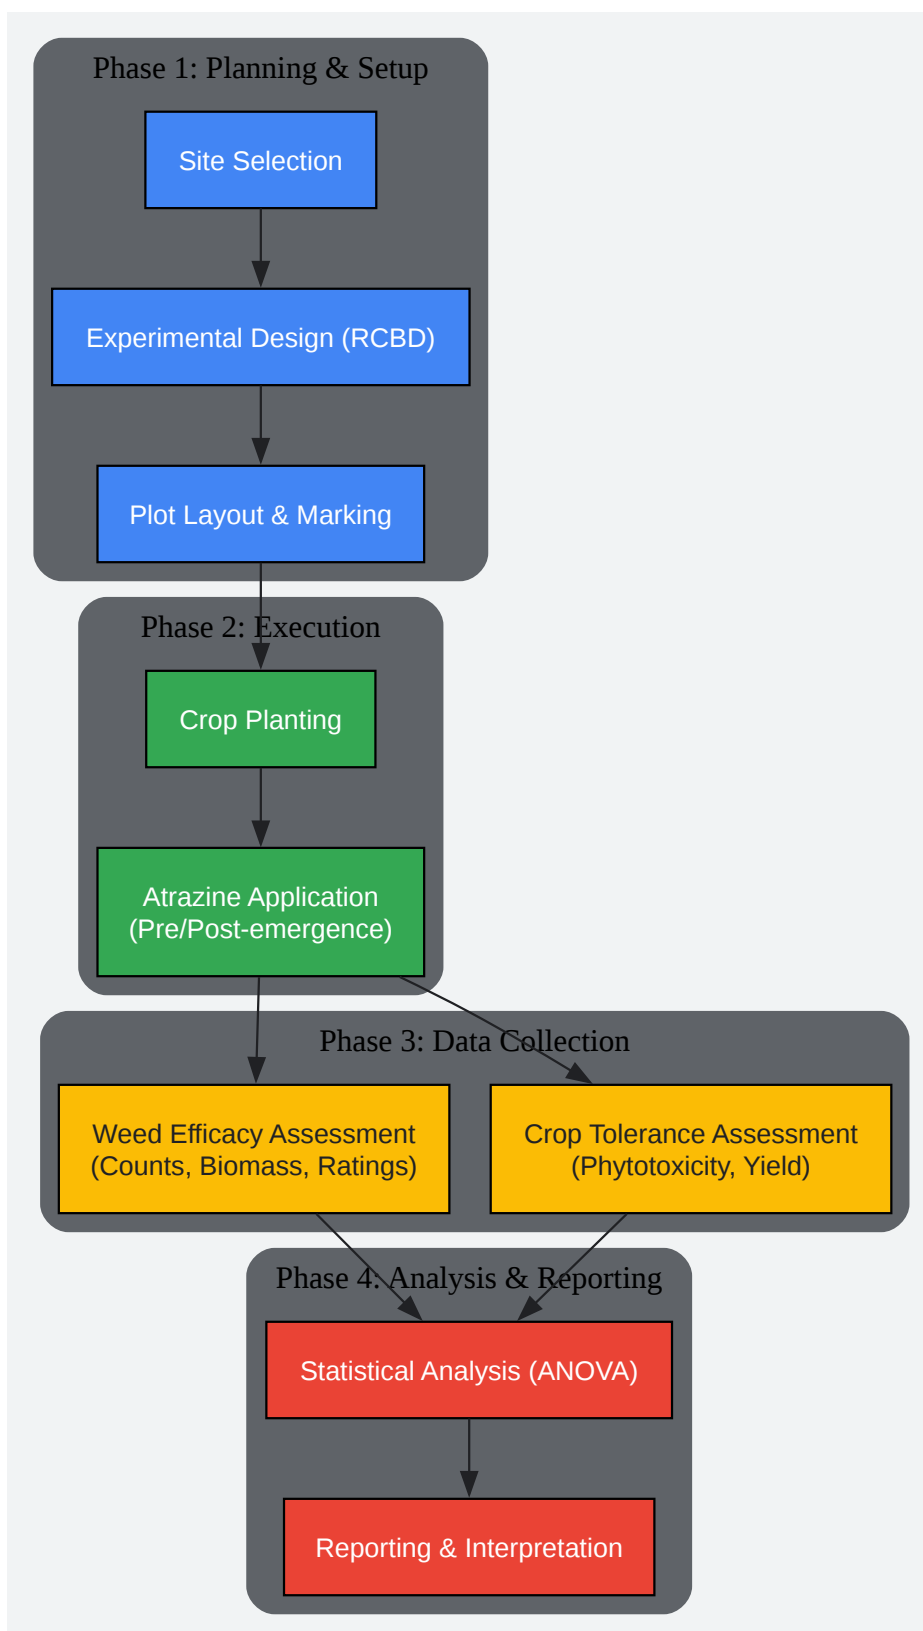 Phase 1: Planning & Setup
Site Selection
Experimental Design (RCBD)
Plot Layout & Marking
Phase 2: Execution
Crop Planting
Atrazine Application
(Pre/Post-emergence)
Phase 3: Data Collection
Weed Efficacy Assessment
(Counts, Biomass, Ratings)
Crop Tolerance Assessment
(Phytotoxicity, Yield)
Phase 4: Analysis & Reporting
Statistical Analysis (ANOVA)
Reporting & Interpretation